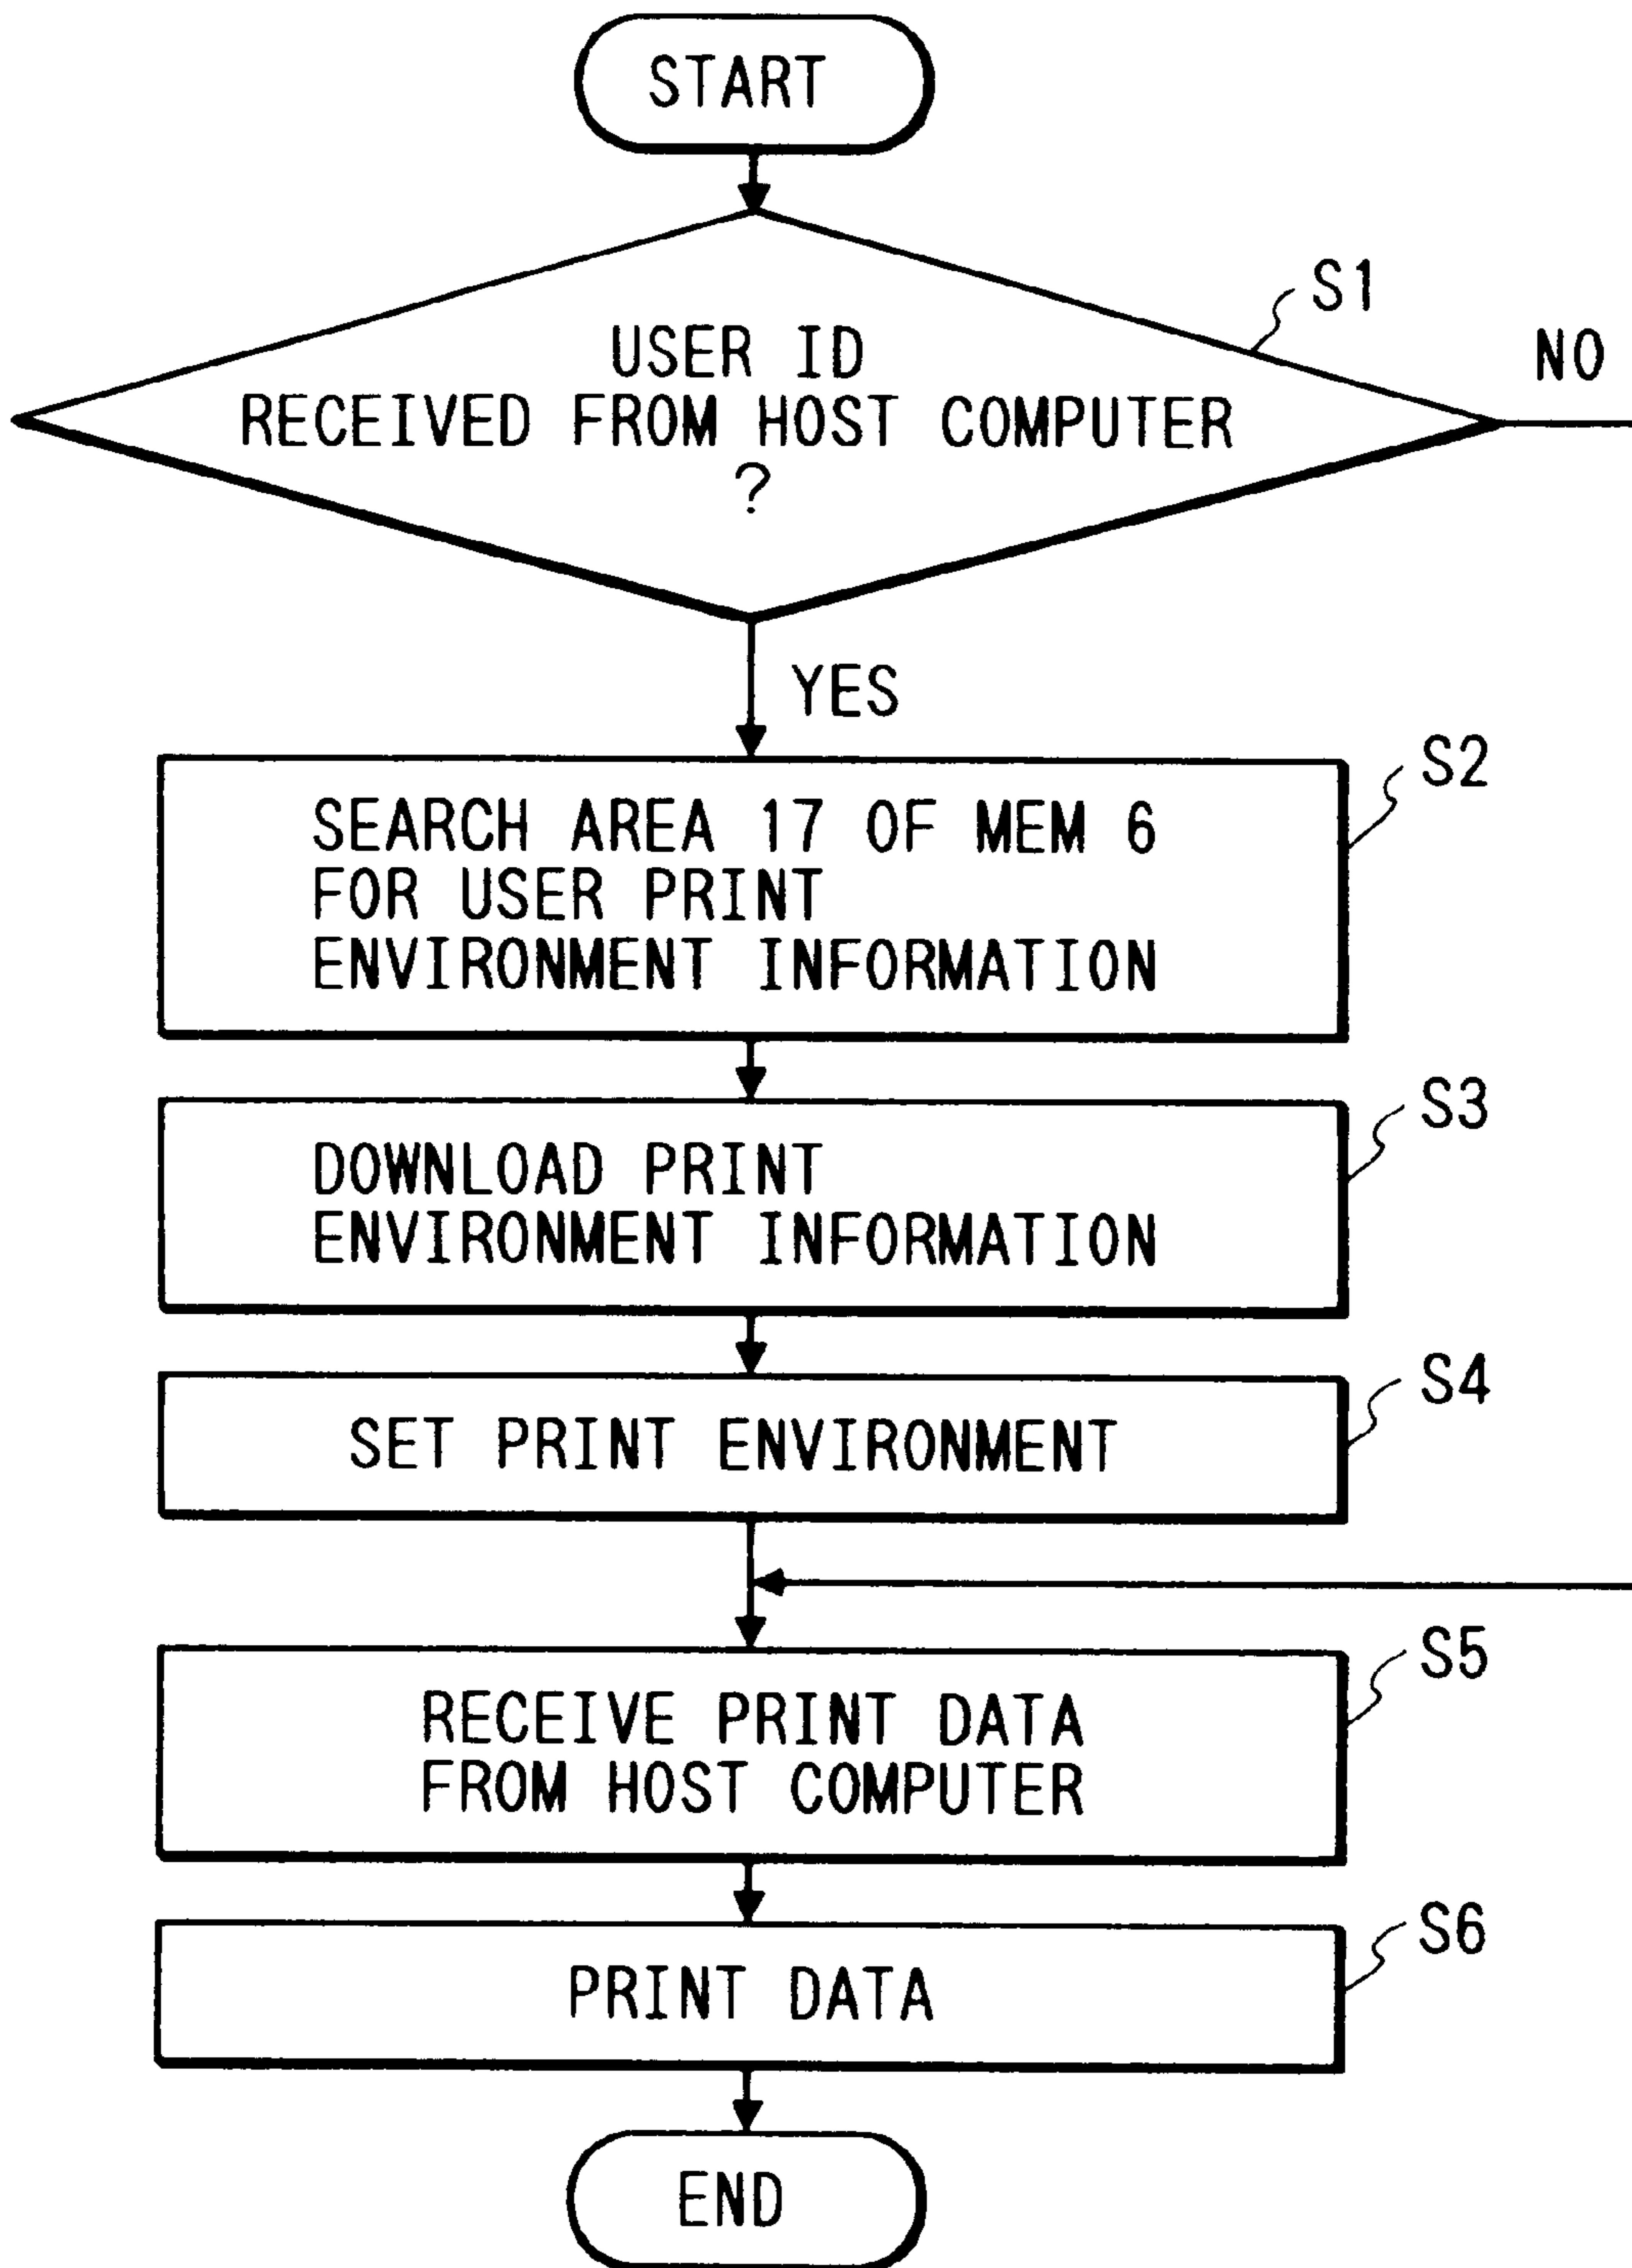 START
S1
USER ID
RECEIVED FROM HOST COMPUTER
?
NO
YES
S2
SEARCH AREA 17 OF MEM 6
FOR USER PRINT
ENVIRONMENT INFORMATION
S3
DOWNLOAD PRINT
ENVIRONMENT INFORMATION
S4
SET PRINT ENVIRONMENT
S5
RECEIVE PRINT DATA
FROM HOST COMPUTER
S6
PRINT DATA
END